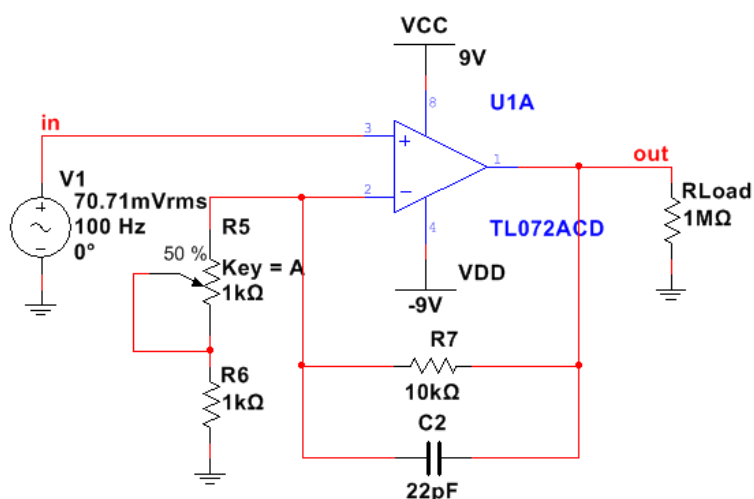 VCC
9V
U1A
8
in
3
1
out
V1
70.71mVrms
100 Hz
0°
2
R5
50 %
Key = A
1kΩ
4
TL072ACD
RLoad
1MΩ
VDD
-9V
R7
10kΩ
R6
1kΩ
C2
22pF